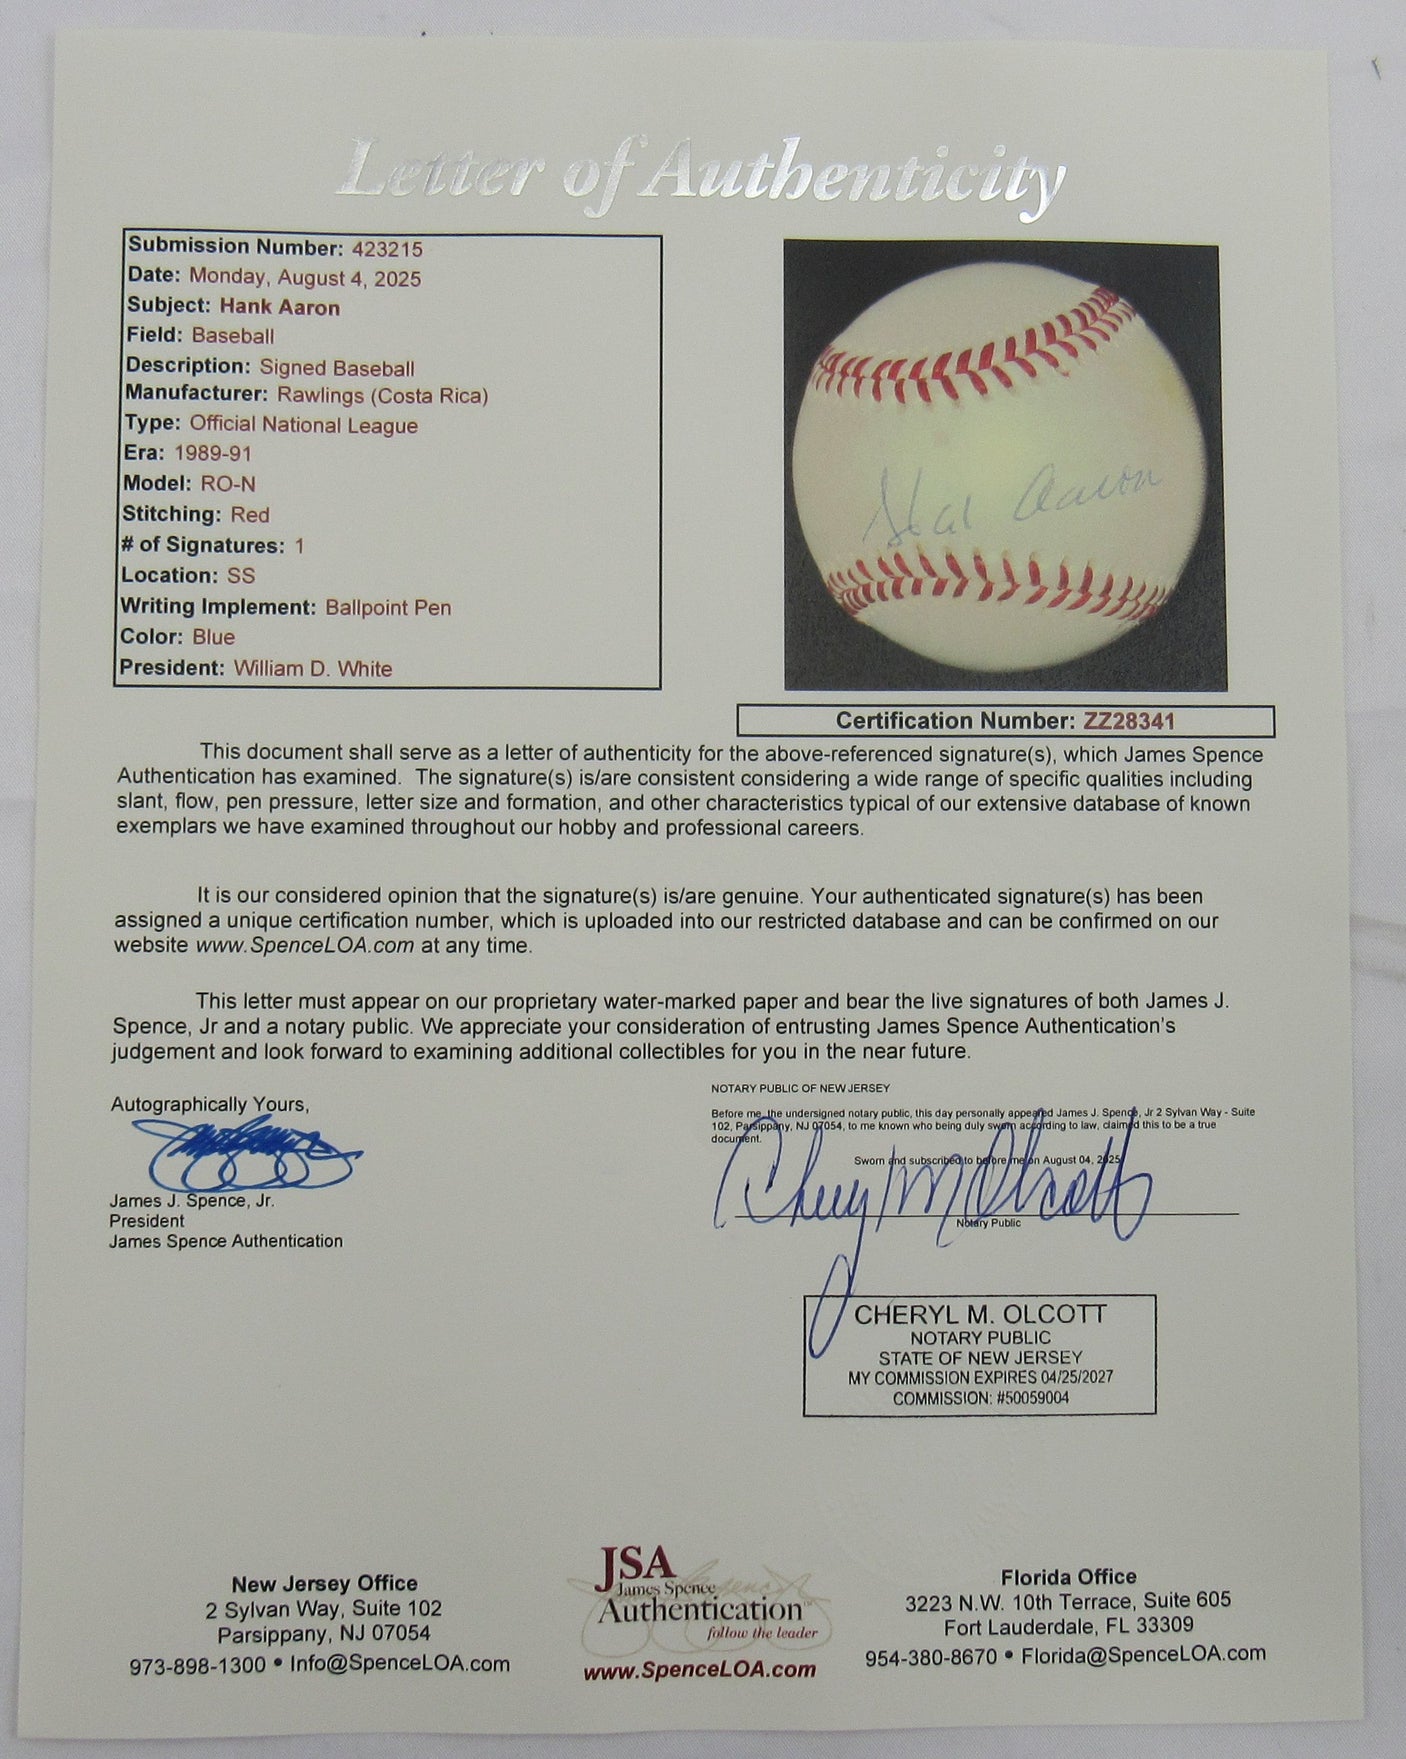 Letter of Authenticity
Submission Number: 423215
Date: Monday, August 4, 2025
Subject: Hank Aaron
Field: Baseball
Description: Signed Baseball
Manufacturer: Rawlings (Costa Rica)
Type: Official National League
Era: 1989-91
Model: RO-N
Stitching: Red
# of Signatures: 1
Location: SS
Writing Implement: Ballpoint Pen
Color: Blue
President: William D. White
Aaron
Certification Number: ZZ28341
This document shall serve as a letter of authenticity for the above-referenced signature(s), which James Spence
Authentication has examined. The signature(s) is/are consistent considering a wide range of specific qualities including
slant, flow, pen pressure, letter size and formation, and other characteristics typical of our extensive database of known
exemplars we have examined throughout our hobby and professional careers.
It is our considered opinion that the signature(s) is/are genuine. Your authenticated signature(s) has been
assigned a unique certification number, which is uploaded into our restricted database and can be confirmed on our
website www.SpenceLOA.com at any time.
This letter must appear on our proprietary water-marked paper and bear the live signatures of both James J.
Spence, Jr and a notary public. We appreciate your consideration of entrusting James Spence Authentication's
judgement and look forward to examining additional collectibles for you in the near future.
Autographically Yours,
James J. Spence, Jr.
President
James Spence Authentication
NOTARY PUBLIC OF NEW JERSEY
Before me, the undersigned notary public, this day personally appeared James J. Spence, Jr 2 Sylvan Way - Suite
102, Parsippany, NJ 07054, to me known who being duly sworn according to law, claimed this to be a true
document.
Sworn and subscribed to before me on August 04, 2025
Cheryl M Olcott
Notary Public
CHERYL M. OLCOTT
NOTARY PUBLIC
STATE OF NEW JERSEY
MY COMMISSION EXPIRES 04/25/2027
COMMISSION: #50059004
New Jersey Office
2 Sylvan Way, Suite 102
Parsippany, NJ 07054
973-898-1300 • Info@SpenceLOA.com
JSA
James Spence
Authentication
follow the leader
www.SpenceLOA.com
Florida Office
3223 N.W. 10th Terrace, Suite 605
Fort Lauderdale, FL 33309
954-380-8670 • Florida@SpenceLOA.com